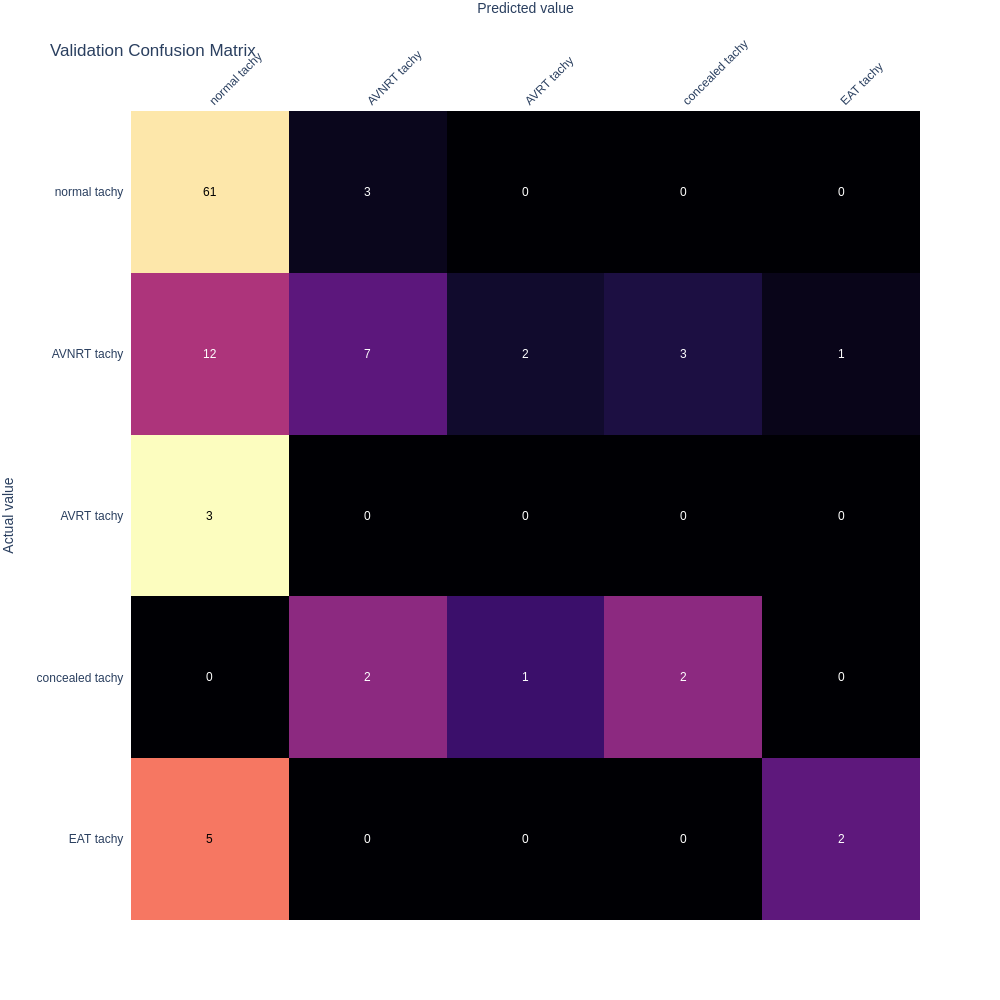 Predicted value
Validation Confusion Matrix
normal tachy
AVNRT tachy
AVRT tachy
concealed tachy
EAT tachy
normal tachy 61 3 0 0 0
AVNRT tachy 12 7 2 3 1
AVRT tachy 3 0 0 0 0
concealed tachy 0 2 1 2 0
EAT tachy 5 0 0 0 2
Actual value